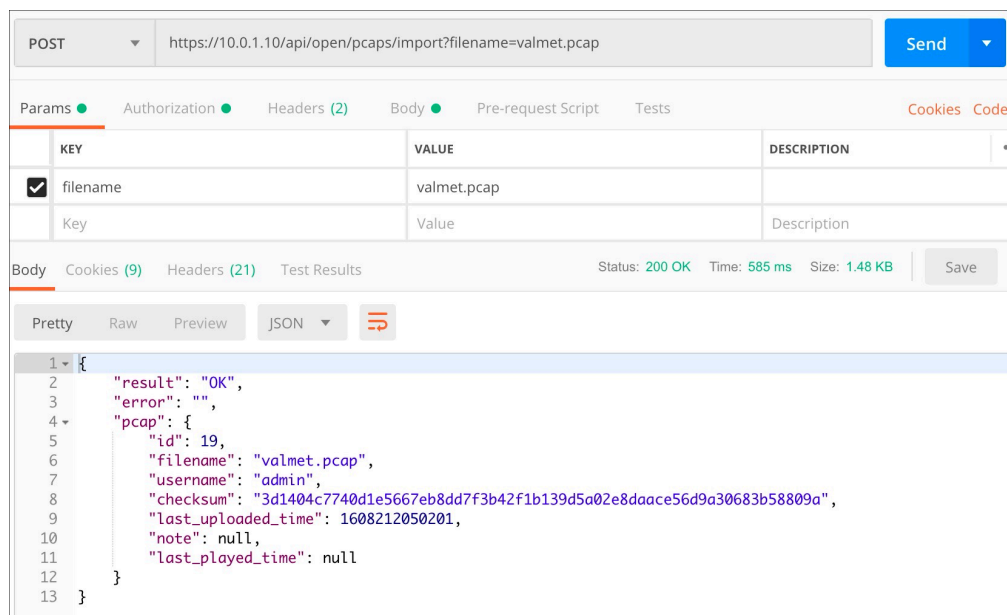 POST https://10.0.1.10/api/open/pcaps/import?filename=valmet.pcap Send
Params Authorization Headers (2) Body Pre-request Script Tests Cookies Code
KEY VALUE DESCRIPTION
filename valmet.pcap
Key Value Description
Body Cookies (9) Headers (21) Test Results Status: 200 OK Time: 585 ms Size: 1.48 KB Save
Pretty Raw Preview JSON
1 {
2 "result": "OK",
3 "error": "",
4 "pcap": {
5 "id": 19,
6 "filename": "valmet.pcap",
7 "username": "admin",
8 "checksum": "3d1404c7740d1e5667eb8dd7f3b42f1b139d5a02e8daace56d9a30683b58809a",
9 "last_uploaded_time": 1608212050201,
10 "note": null,
11 "last_played_time": null
12 }
13 }